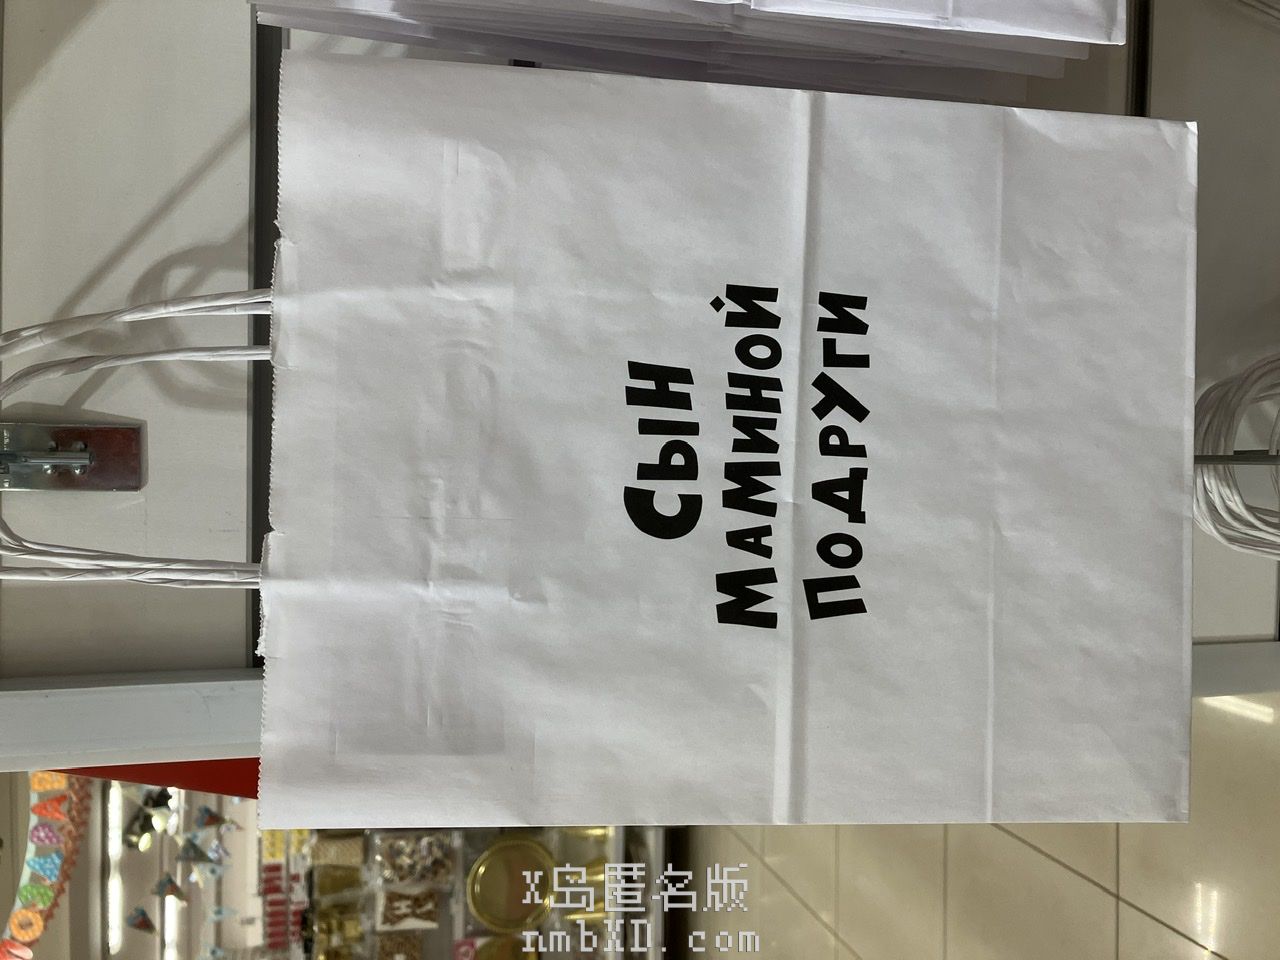 Сын
маминой
подруги
X岛匿名版
nmbXD.com